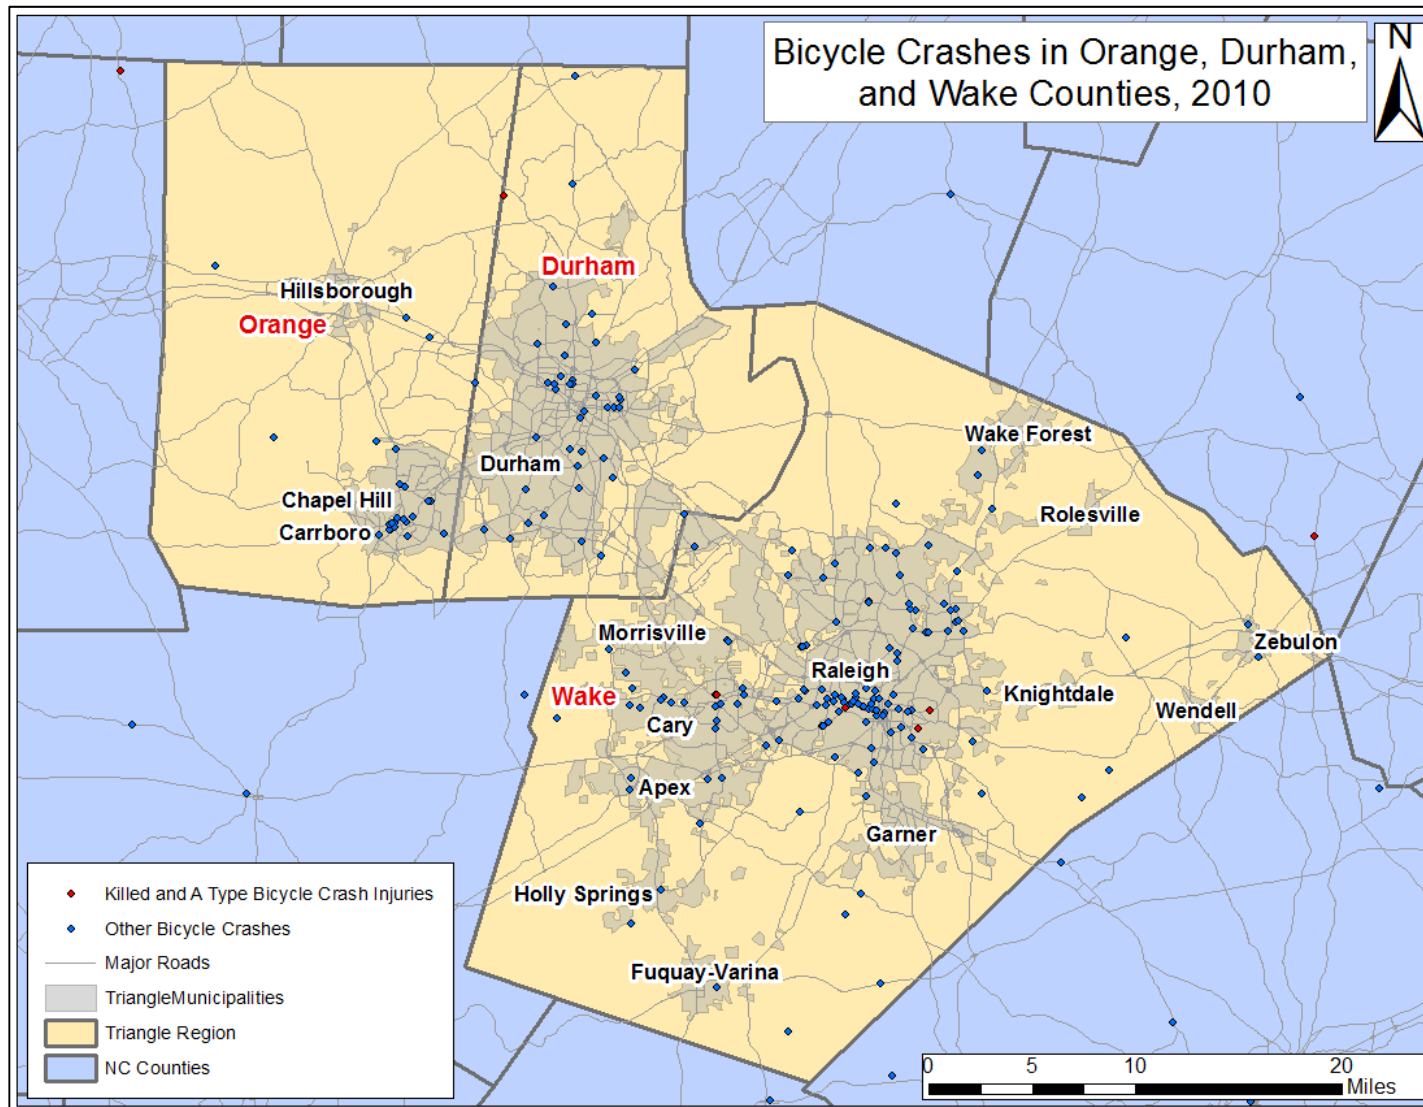 Bicycle Crashes in Orange, Durham,
and Wake Counties, 2010
N
Durham
Hillsborough
Orange
Wake Forest
Durham
Chapel Hill
Rolesville
Carrboro
Morrisville
Zebulon
Raleigh
Wake
Knightdale
Wendell
Cary
Apex
Garner
Holly Springs
Fuquay-Varina
Killed and A Type Bicycle Crash Injuries
Other Bicycle Crashes
Major Roads
TriangleMunicipalities
Triangle Region
NC Counties
0 5 10 20
Miles